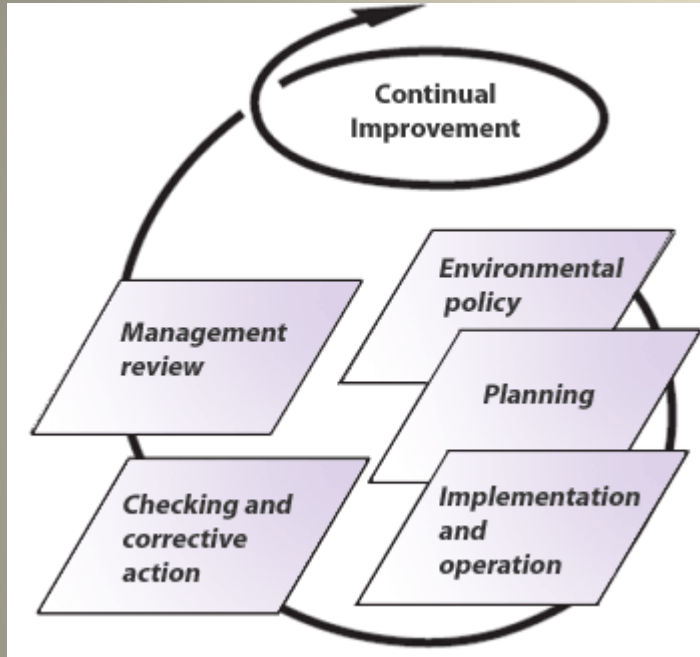 Continual
Improvement
Environmental
policy
Planning
Implementation
and
operation
Checking and
corrective
action
Management
review